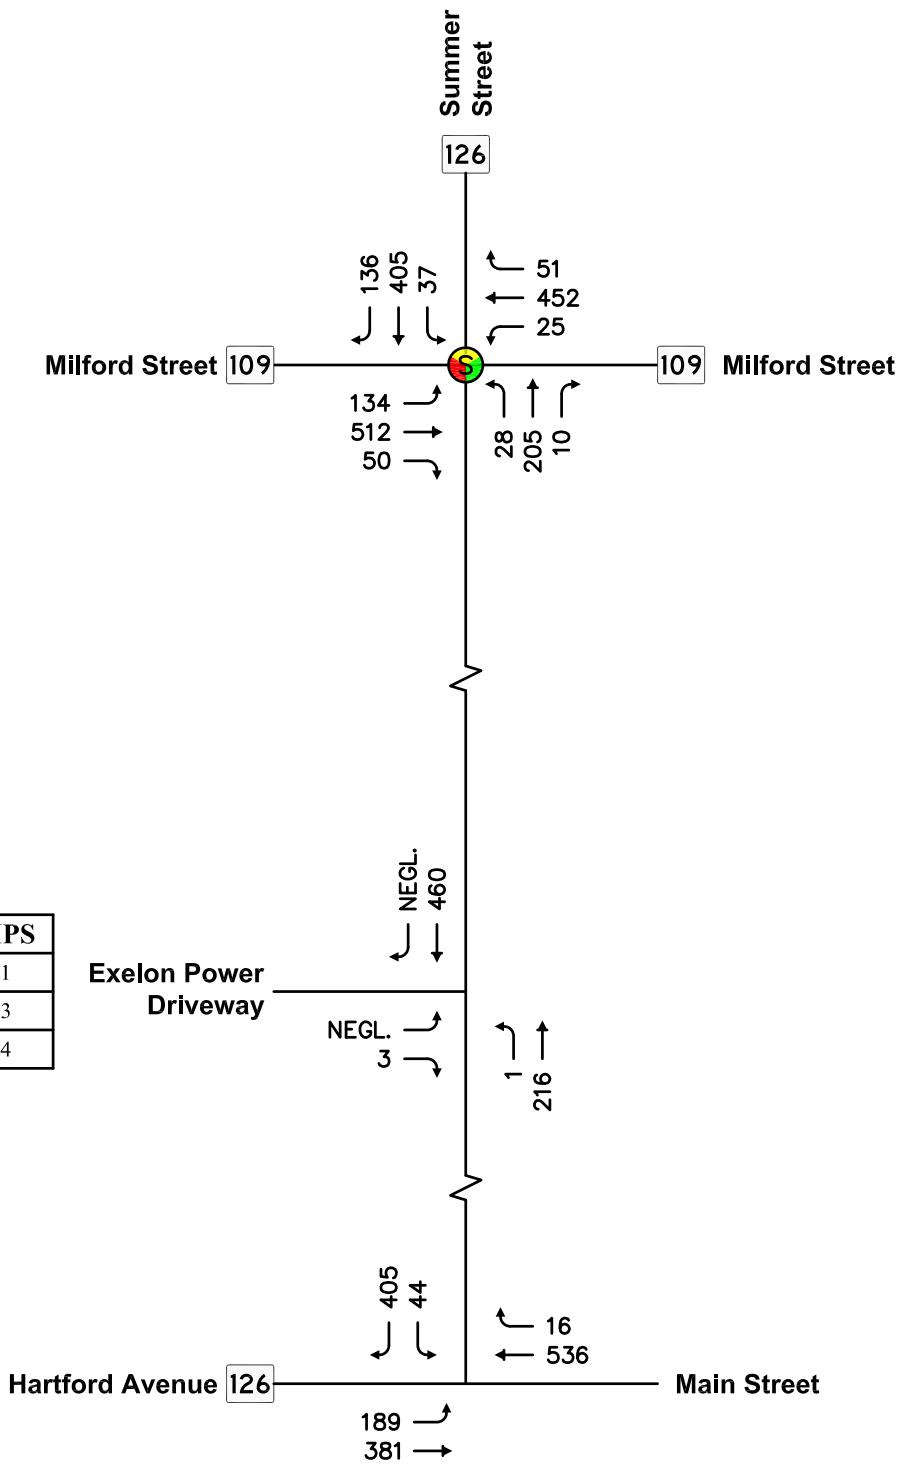 Summer
Street
126
136
405
37
51
452
25
Milford Street 109
S
109 Milford Street
134
512
50
28
205
10
NEGL.
460
IPS
1
3
4
Exelon Power
Driveway
NEGL.
3
1
216
405
44
16
536
Hartford Avenue 126
Main Street
189
381